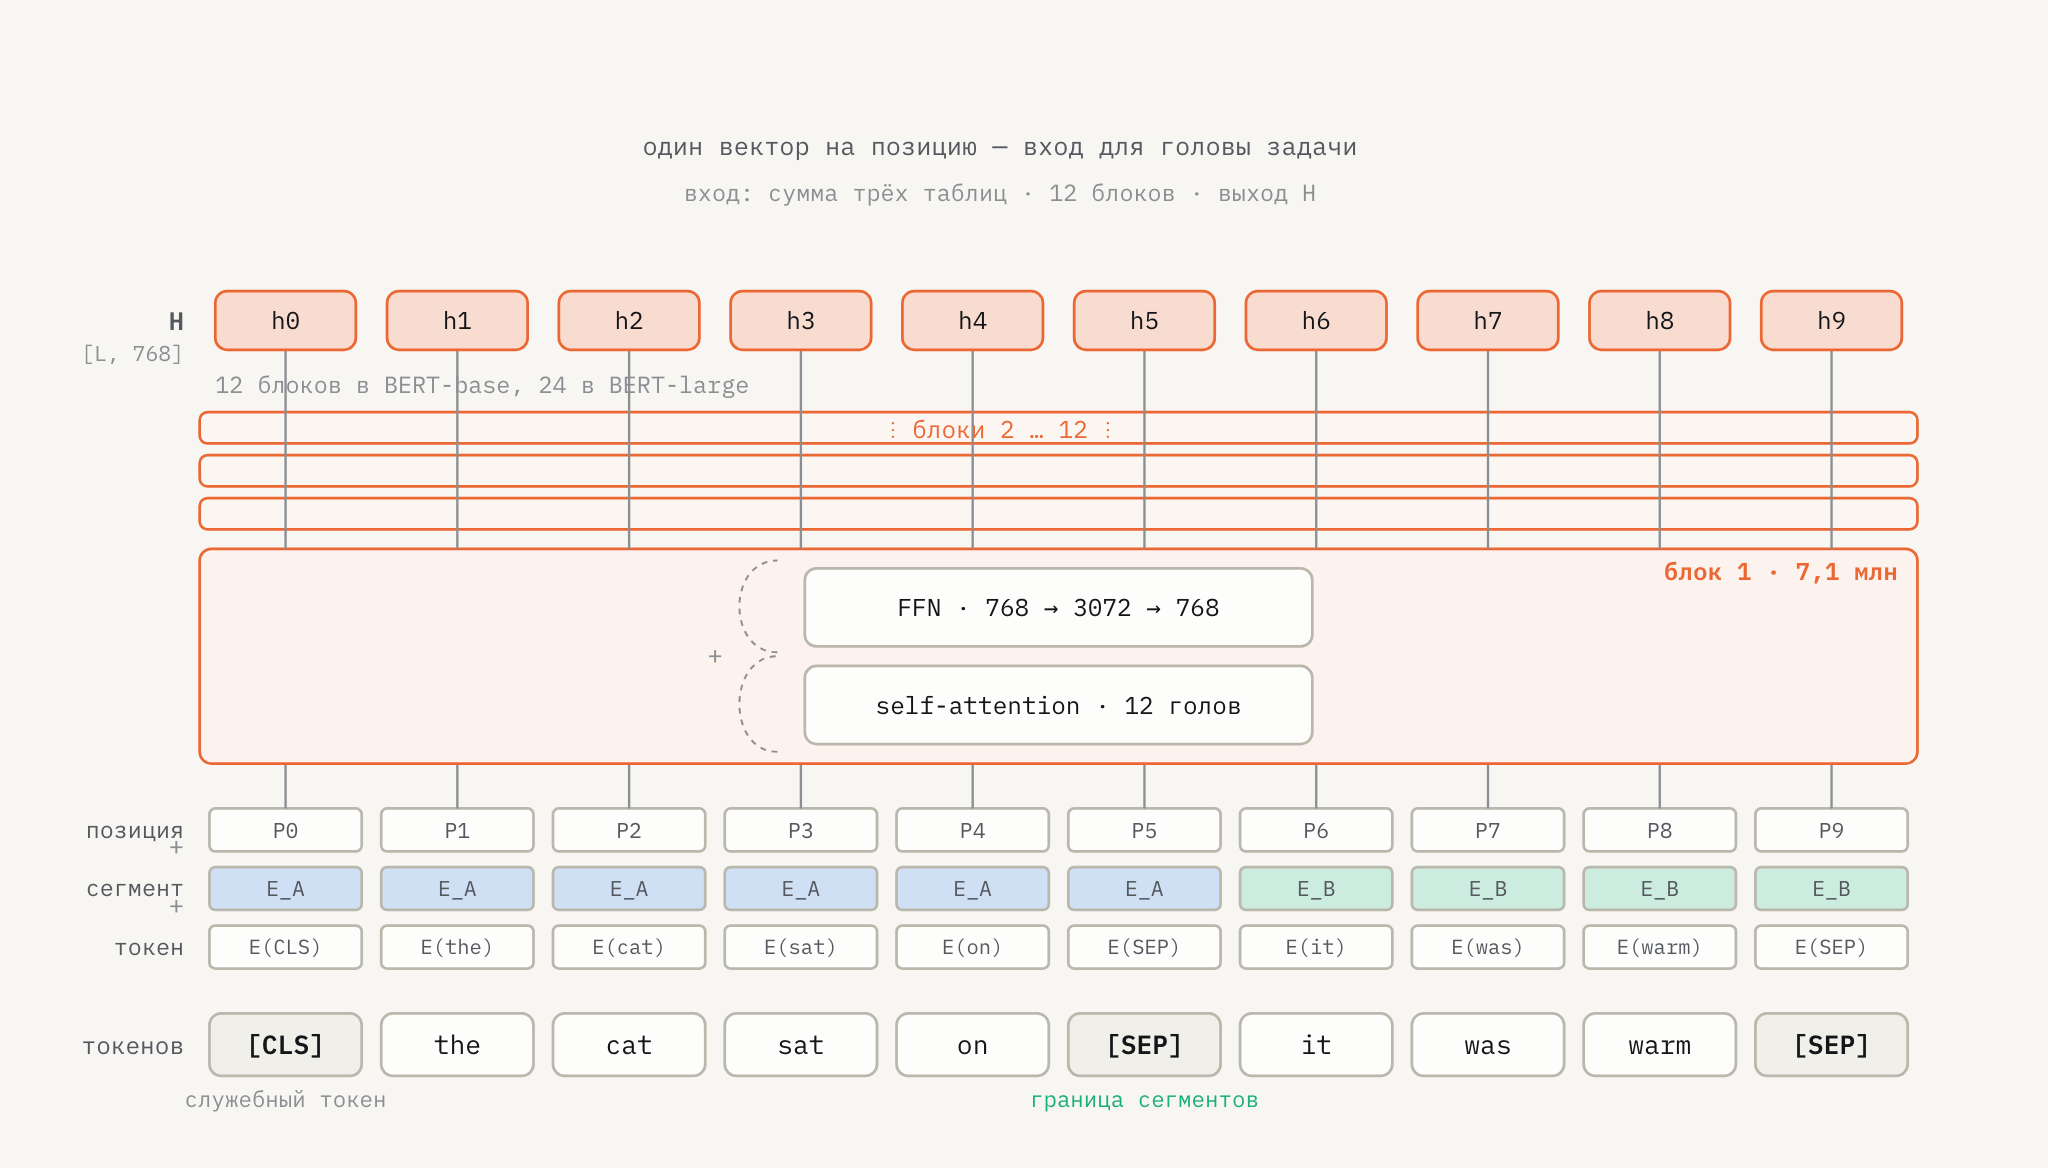 один вектор на позицию — вход для головы задачи
вход: сумма трёх таблиц · 12 блоков · выход H
H h0 h1 h2 h3 h4 h5 h6 h7 h8 h9
[L, 768]
12 блоков в BERT-base, 24 в BERT-large
⋮ блоки 2 … 12 ⋮
блок 1 · 7,1 млн
FFN · 768 → 3072 → 768
+
self-attention · 12 голов
позиция P0 P1 P2 P3 P4 P5 P6 P7 P8 P9
+
сегмент E_A E_A E_A E_A E_A E_A E_B E_B E_B E_B
+
токен E(CLS) E(the) E(cat) E(sat) E(on) E(SEP) E(it) E(was) E(warm) E(SEP)
токенов [CLS] the cat sat on [SEP] it was warm [SEP]
служебный токен граница сегментов